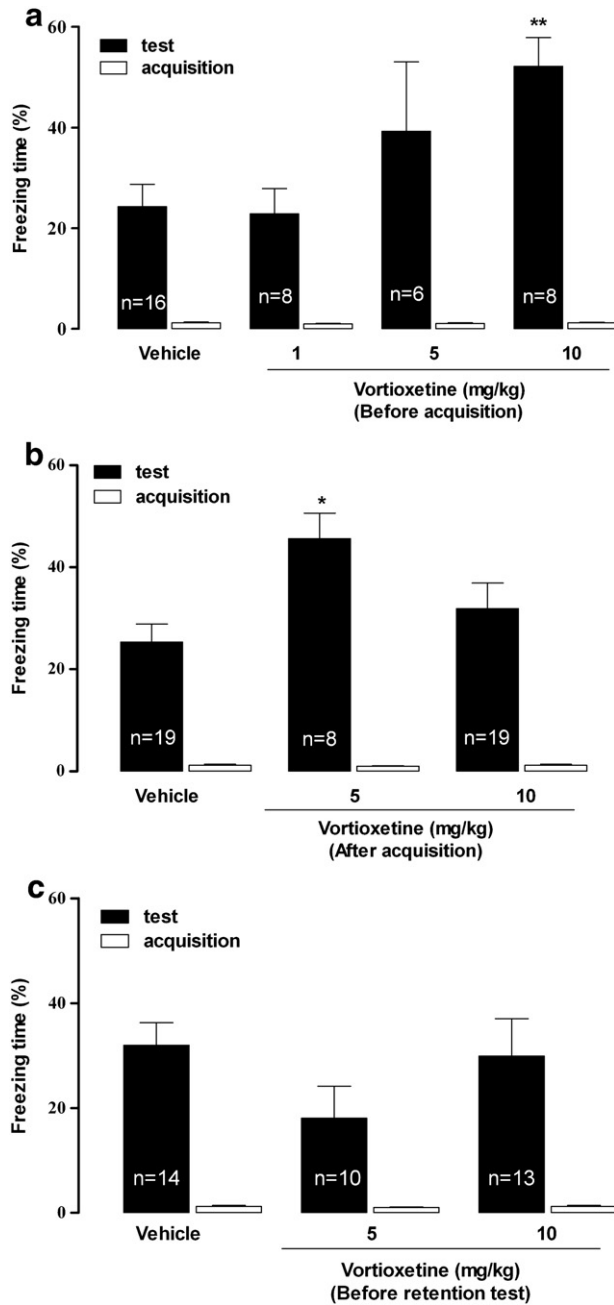 a
test
acquisition
**
Freezing time (%)
60
40
20
0
n=16
n=8
n=6
n=8
Vehicle
1
5
10
Vortioxetine (mg/kg)
(Before acquisition)
b
test
acquisition
*
Freezing time (%)
60
40
20
0
n=19
n=8
n=19
Vehicle
5
10
Vortioxetine (mg/kg)
(After acquisition)
c
test
acquisition
Freezing time (%)
60
40
20
0
n=14
n=10
n=13
Vehicle
5
10
Vortioxetine (mg/kg)
(Before retention test)